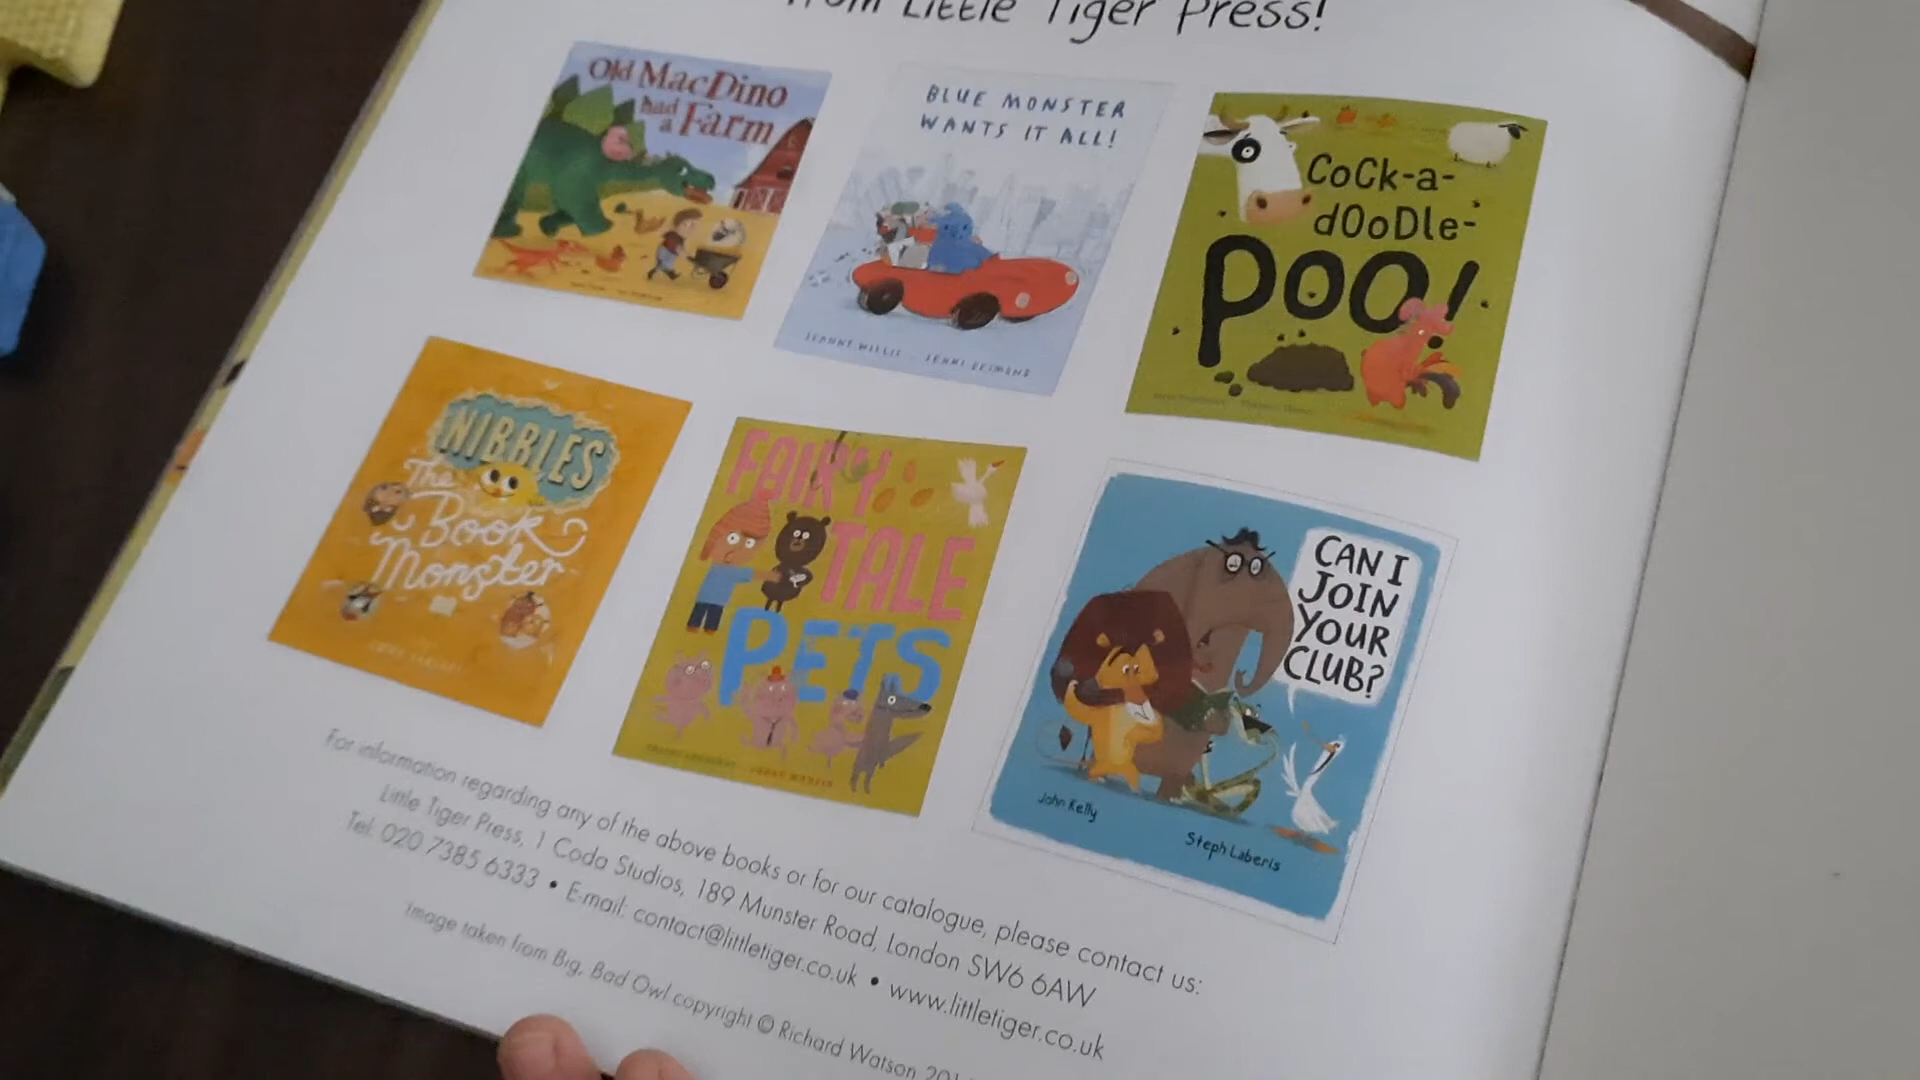 from Little Tiger Press!
Old MacDino
had
a Farm
BLUE MONSTER
WANTS IT ALL!
JEANNE WILLIS JENNI DESMOND
CoCk-a-
dOoDle-
POO!
NIBBLES
The
Book
Monster
FAIRY
TALE
PETS
CAN I
JOIN
YOUR
CLUB?
John Kelly
Steph Laberis
For information regarding any of the above books or for our catalogue, please contact us:
Little Tiger Press, 1 Coda Studios, 189 Munster Road, London SW6 6AW
Tel: 020 7385 6333 • E-mail: contact@littletiger.co.uk • www.littletiger.co.uk
Image taken from Big, Bad Owl copyright © Richard Watson